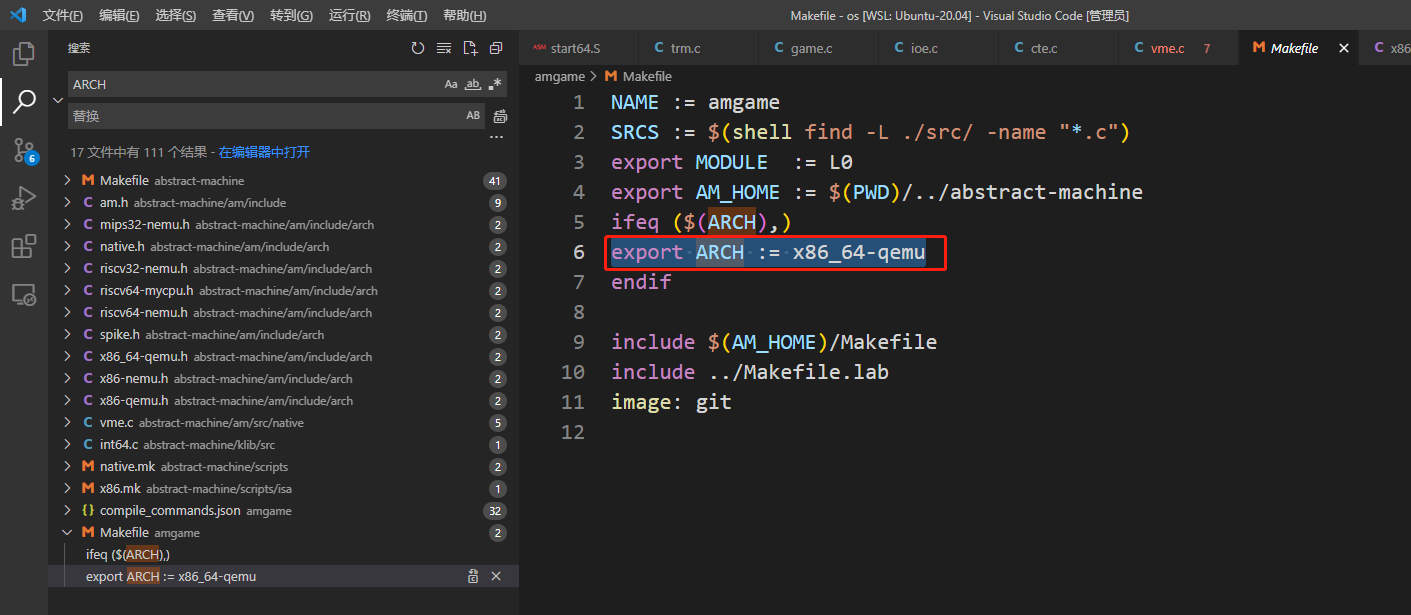 文件(F) 编辑(E) 选择(S) 查看(V) 转到(G) 运行(R) 终端(T) 帮助(H) Makefile - os [WSL: Ubuntu-20.04] - Visual Studio Code [管理员]
搜索
ARCH Aa ab, .*
替换 AB
...
17 文件中有 111 个结果 - 在编辑器中打开
M Makefile abstract-machine 41
C am.h abstract-machine/am/include 9
C mips32-nemu.h abstract-machine/am/include/arch 2
C native.h abstract-machine/am/include/arch 2
C riscv32-nemu.h abstract-machine/am/include/arch 2
C riscv64-mycpu.h abstract-machine/am/include/arch 2
C riscv64-nemu.h abstract-machine/am/include/arch 2
C spike.h abstract-machine/am/include/arch 2
C x86_64-qemu.h abstract-machine/am/include/arch 2
C x86-nemu.h abstract-machine/am/include/arch 2
C x86-qemu.h abstract-machine/am/include/arch 2
C vme.c abstract-machine/am/src/native 5
C int64.c abstract-machine/klib/src 1
M native.mk abstract-machine/scripts 2
M x86.mk abstract-machine/scripts/isa 1
{} compile_commands.json amgame 32
M Makefile amgame 2
ifeq ($(ARCH),)
export ARCH := x86_64-qemu
6
ASM start64.S C trm.c C game.c C ioe.c C cte.c C vme.c 7 M Makefile C x86
amgame > M Makefile
1 NAME := amgame
2 SRCS := $(shell find -L ./src/ -name "*.c")
3 export MODULE  := L0
4 export AM_HOME := $(PWD)/../abstract-machine
5 ifeq ($(ARCH),)
6 export ARCH := x86_64-qemu
7 endif
8
9 include $(AM_HOME)/Makefile
10 include ../Makefile.lab
11 image: git
12